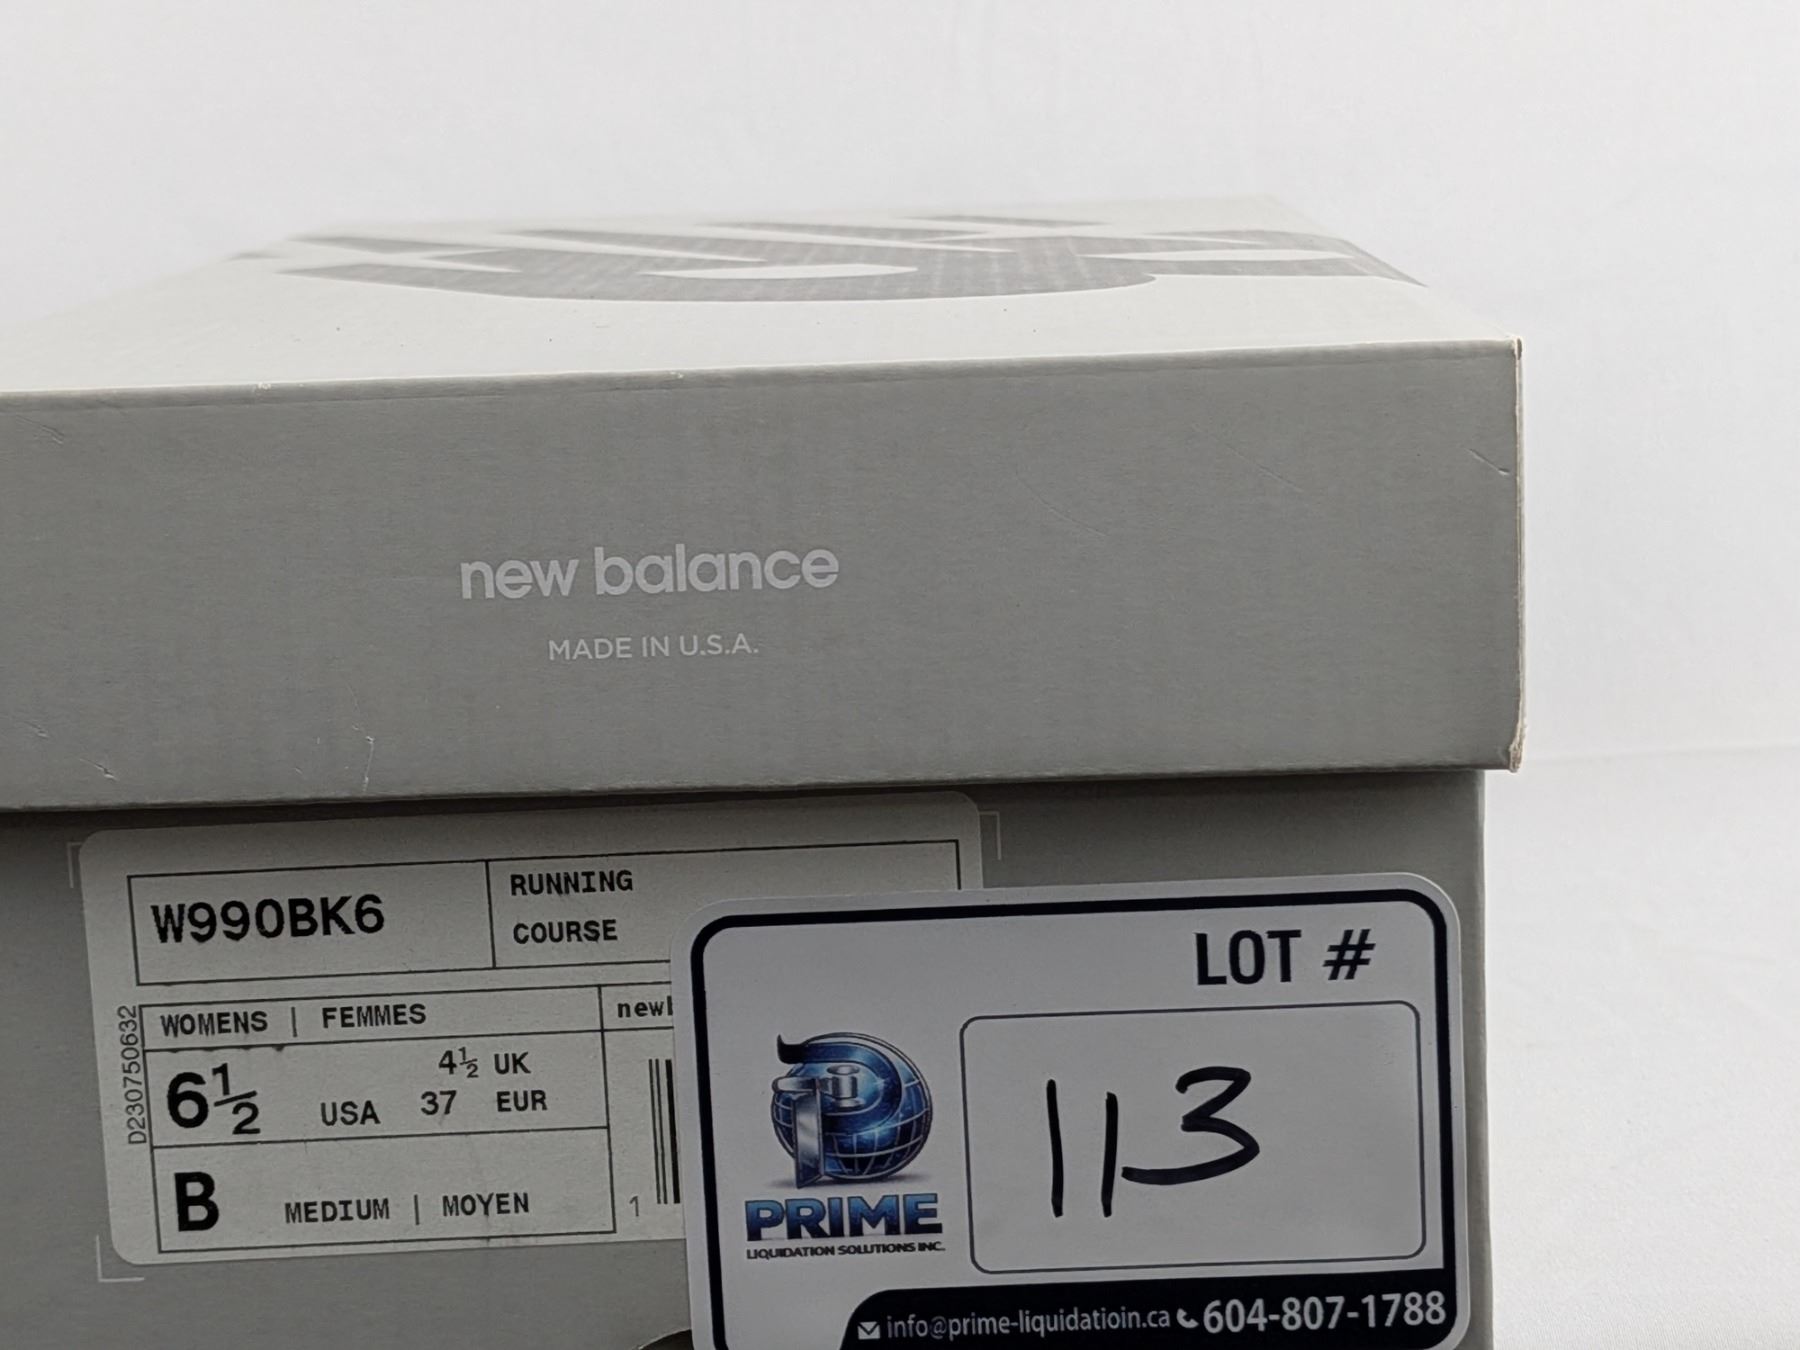 new balance
MADE IN U.S.A.
W990BK6
RUNNING
COURSE
WOMENS | FEMMES
6½ USA
4½ UK
37 EUR
B MEDIUM | MOYEN
D230750632
1
LOT #
113
PRIME
LIQUIDATION SOLUTIONS INC.
info@prime-liquidatioin.ca 604-807-1788